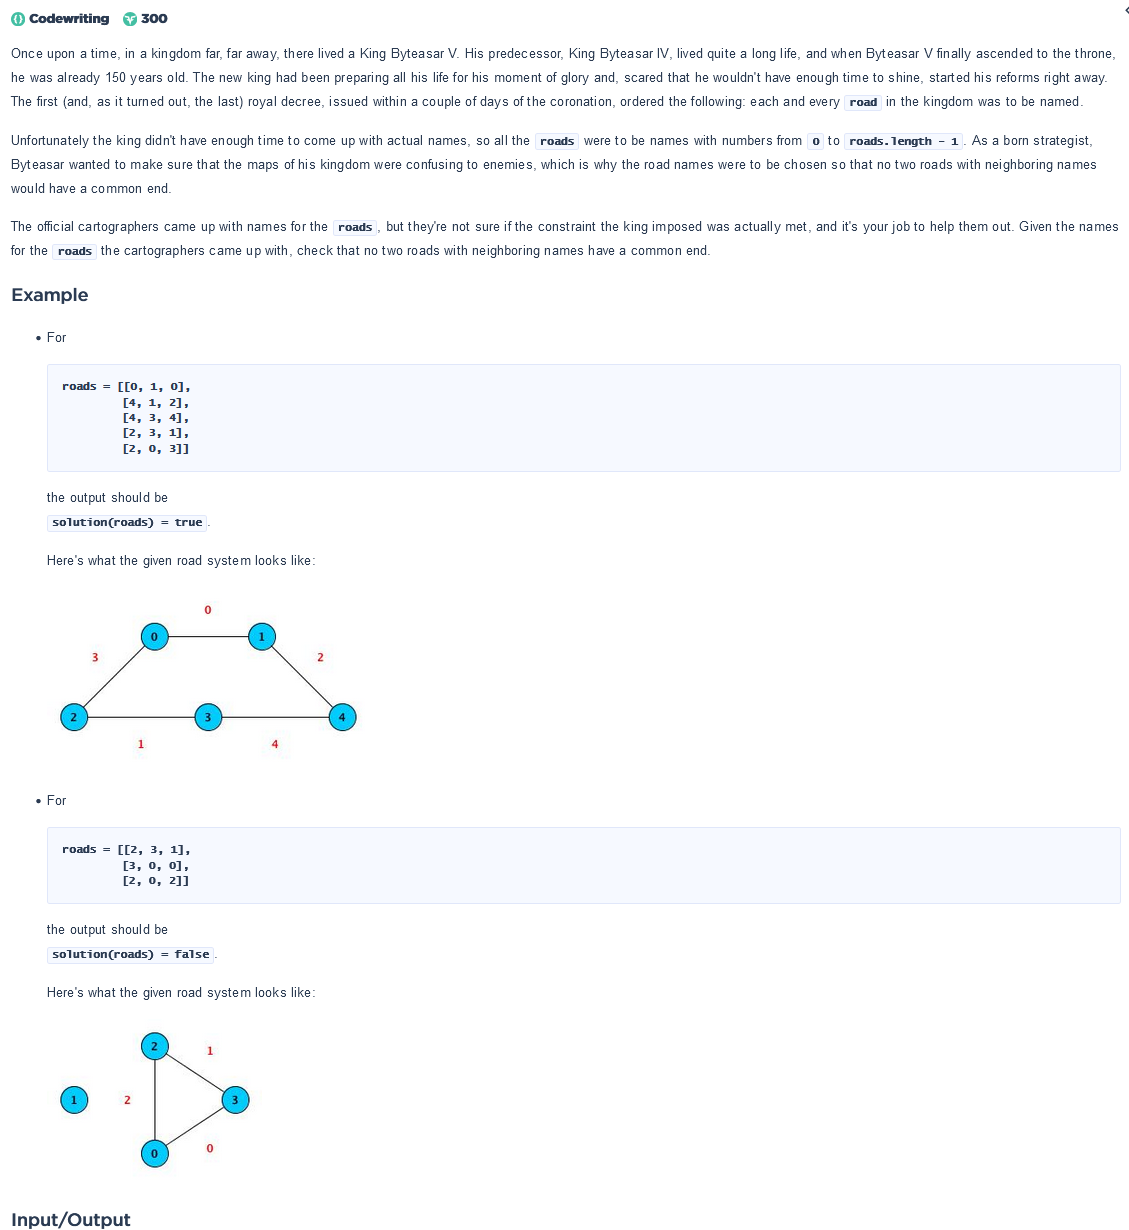 Codewriting 300
Once upon a time, in a kingdom far, far away, there lived a King Byteasar V. His predecessor, King Byteasar IV, lived quite a long life, and when Byteasar V finally ascended to the throne,
he was already 150 years old. The new king had been preparing all his life for his moment of glory and, scared that he wouldn't have enough time to shine, started his reforms right away.
The first (and, as it turned out, the last) royal decree, issued within a couple of days of the coronation, ordered the following: each and every road in the kingdom was to be named.
Unfortunately the king didn't have enough time to come up with actual names, so all the roads were to be names with numbers from 0 to roads.length - 1. As a born strategist,
Byteasar wanted to make sure that the maps of his kingdom were confusing to enemies, which is why the road names were to be chosen so that no two roads with neighboring names
would have a common end.
The official cartographers came up with names for the roads, but they're not sure if the constraint the king imposed was actually met, and it's your job to help them out. Given the names
for the roads the cartographers came up with, check that no two roads with neighboring names have a common end.
Example
• For
roads = [[0, 1, 0],
[4, 1, 2],
[4, 3, 4],
[2, 3, 1],
[2, 0, 3]]
the output should be
solution(roads) = true.
Here's what the given road system looks like:
0
0 1
3 2
2 3 4
1 4
• For
roads = [[2, 3, 1],
[3, 0, 0],
[2, 0, 2]]
the output should be
solution(roads) = false.
Here's what the given road system looks like:
2 1
1 2 3
0 0
Input/Output